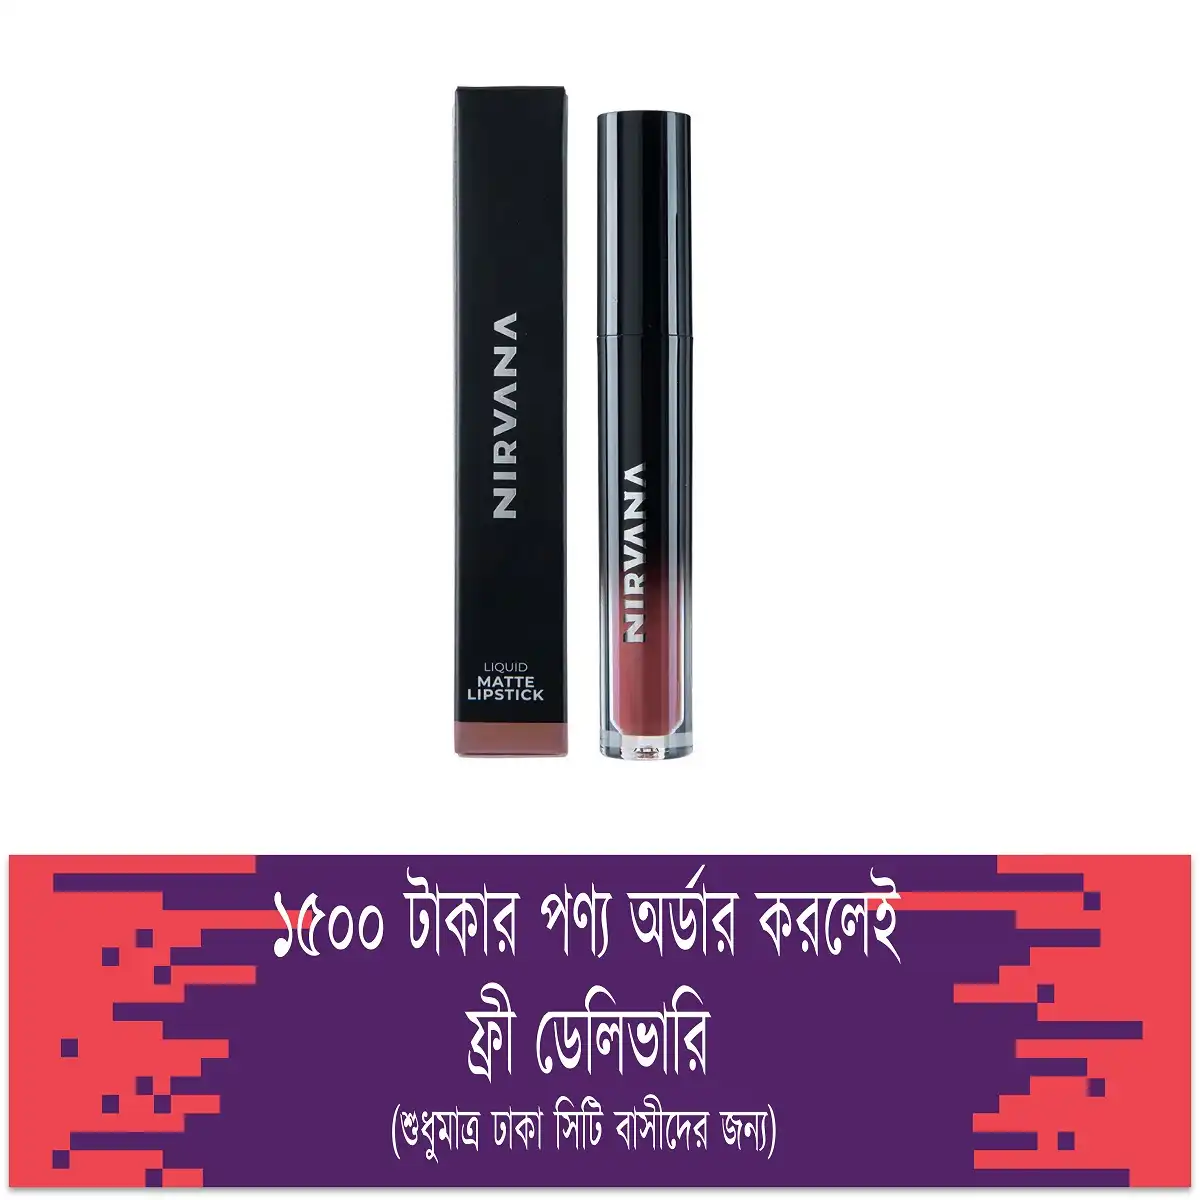 NIRVANA
LIQUID
MATTE
LIPSTICK
NIRVANA
১৫০০ টাকার পণ্য অর্ডার করলেই
ফ্রী ডেলিভারি
(শুধুমাত্র ঢাকা সিটি বাসীদের জন্য)